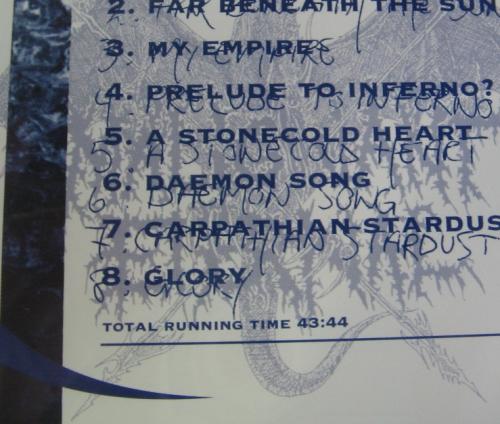 2. FAR BENEATH THE SUN
3. MY EMPIRE
3. MY EMPIRE
4. PRELUDE TO INFERNO?
4. PRELUDE TO INFERNO
5. A STONECOLD HEART
5 A STONECOLD HEART
6. DAEMON SONG
6 DAEMON SONG
7. CARPATHIAN STARDUS
7 CARPATHIAN STARDUST
8. GLORY
8 GLORY
TOTAL RUNNING TIME 43:44